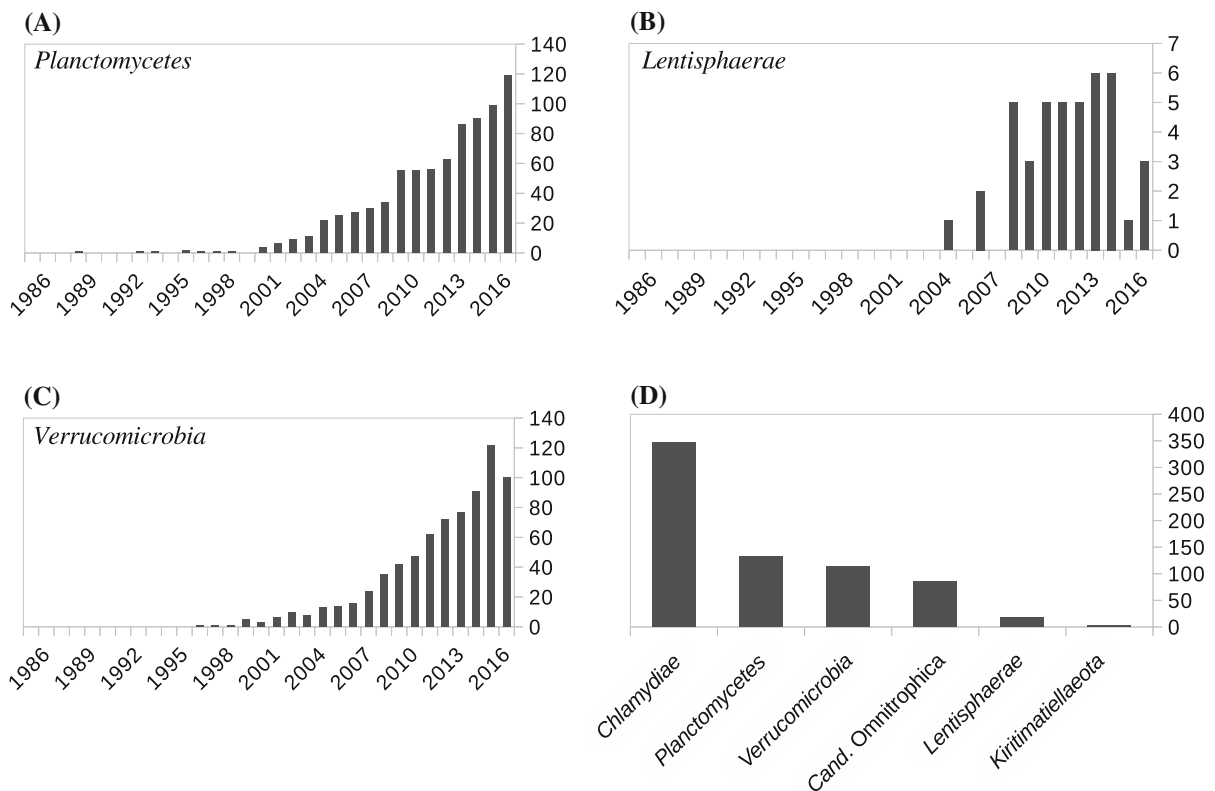 (A)
Planctomycetes
140
120
100
80
60
40
20
0
1986 1989 1992 1995 1998 2001 2004 2007 2010 2013 2016
(B)
Lentisphaerae
7
6
5
4
3
2
1
0
1986 1989 1992 1995 1998 2001 2004 2007 2010 2013 2016
(C)
Verrucomicrobia
140
120
100
80
60
40
20
0
1986 1989 1992 1995 1998 2001 2004 2007 2010 2013 2016
(D)
400
350
300
250
200
150
100
50
0
Chlamydiae
Planctomycetes
Verrucomicrobia
Cand. Omnitrophica
Lentisphaerae
Kiritimatiellaeota